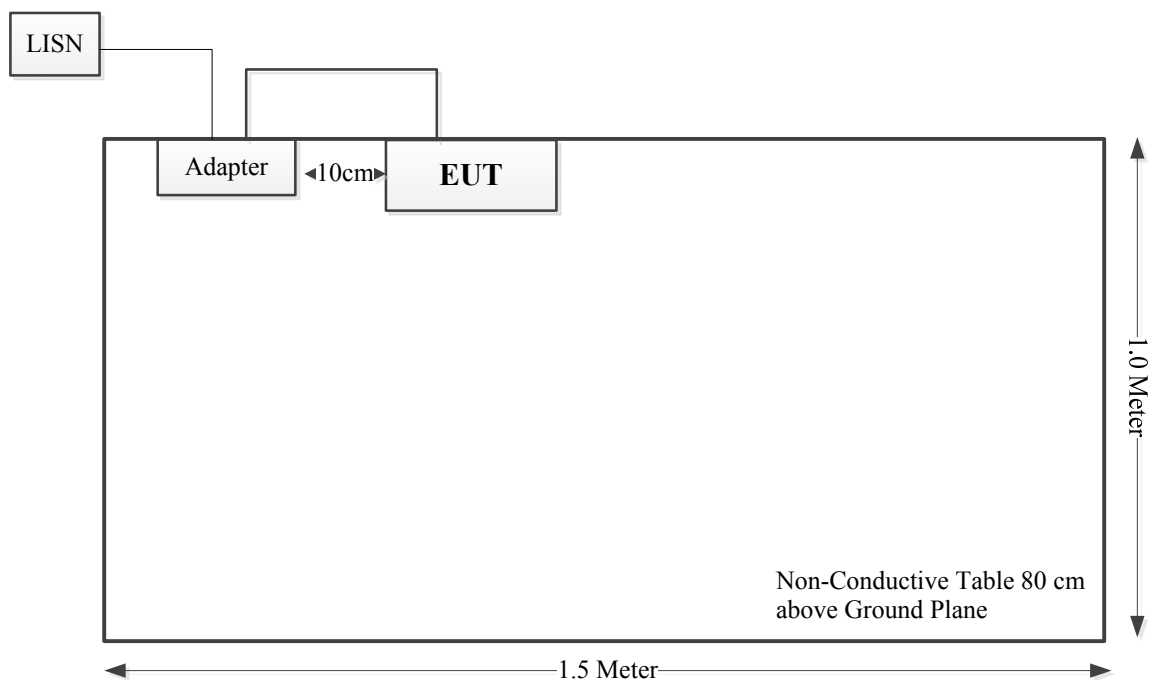 LISN
Adapter
10cm
EUT
1.0 Meter
Non-Conductive Table 80 cm
above Ground Plane
1.5 Meter